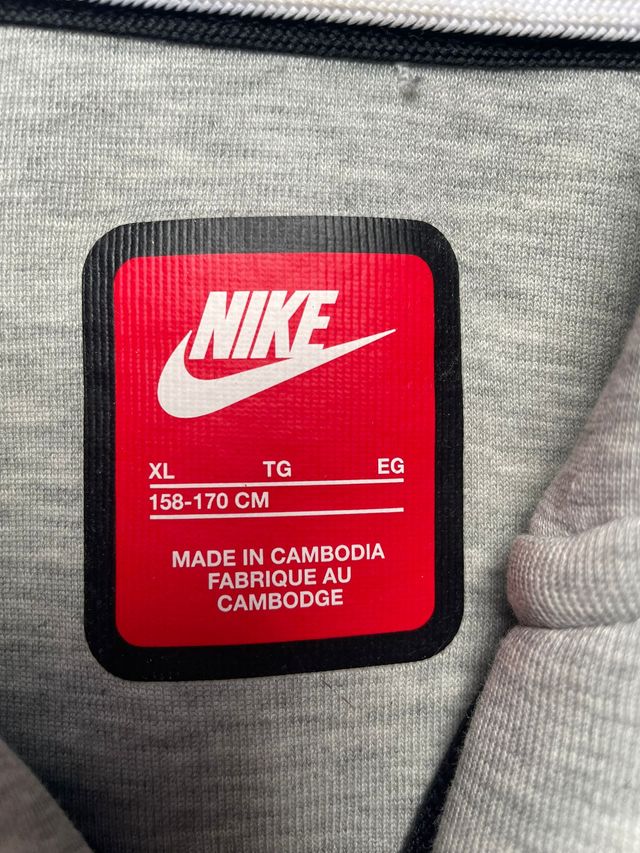 NIKE
XL TG EG
158-170 CM
MADE IN CAMBODIA
FABRIQUE AU
CAMBODGE